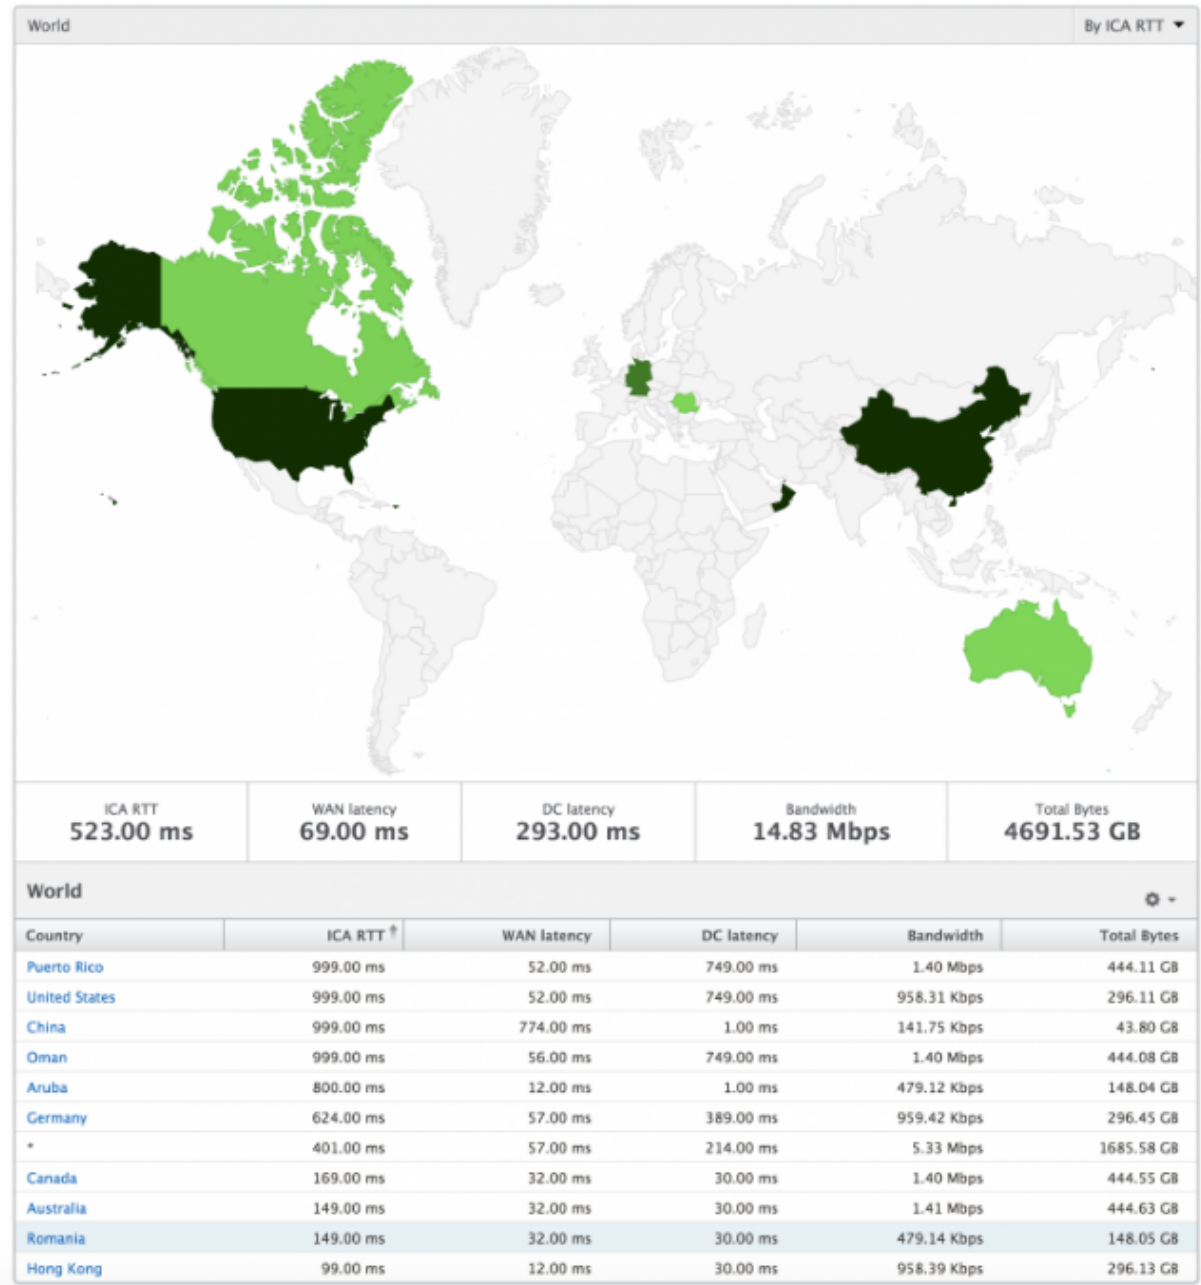 World By ICA RTT
ICA RTT WAN latency DC latency Bandwidth Total Bytes
523.00 ms 69.00 ms 293.00 ms 14.83 Mbps 4691.53 GB
World
Country ICA RTT WAN latency DC latency Bandwidth Total Bytes
Puerto Rico 999.00 ms 52.00 ms 749.00 ms 1.40 Mbps 444.11 GB
United States 999.00 ms 52.00 ms 749.00 ms 958.31 Kbps 296.11 GB
China 999.00 ms 774.00 ms 1.00 ms 141.75 Kbps 43.80 GB
Oman 999.00 ms 56.00 ms 749.00 ms 1.40 Mbps 444.08 GB
Aruba 800.00 ms 12.00 ms 1.00 ms 479.12 Kbps 148.04 GB
Germany 624.00 ms 57.00 ms 389.00 ms 959.42 Kbps 296.45 GB
* 401.00 ms 57.00 ms 214.00 ms 5.33 Mbps 1685.58 GB
Canada 169.00 ms 32.00 ms 30.00 ms 1.40 Mbps 444.55 GB
Australia 149.00 ms 32.00 ms 30.00 ms 1.41 Mbps 444.63 GB
Romania 149.00 ms 32.00 ms 30.00 ms 479.14 Kbps 148.05 GB
Hong Kong 99.00 ms 12.00 ms 30.00 ms 958.39 Kbps 296.13 GB